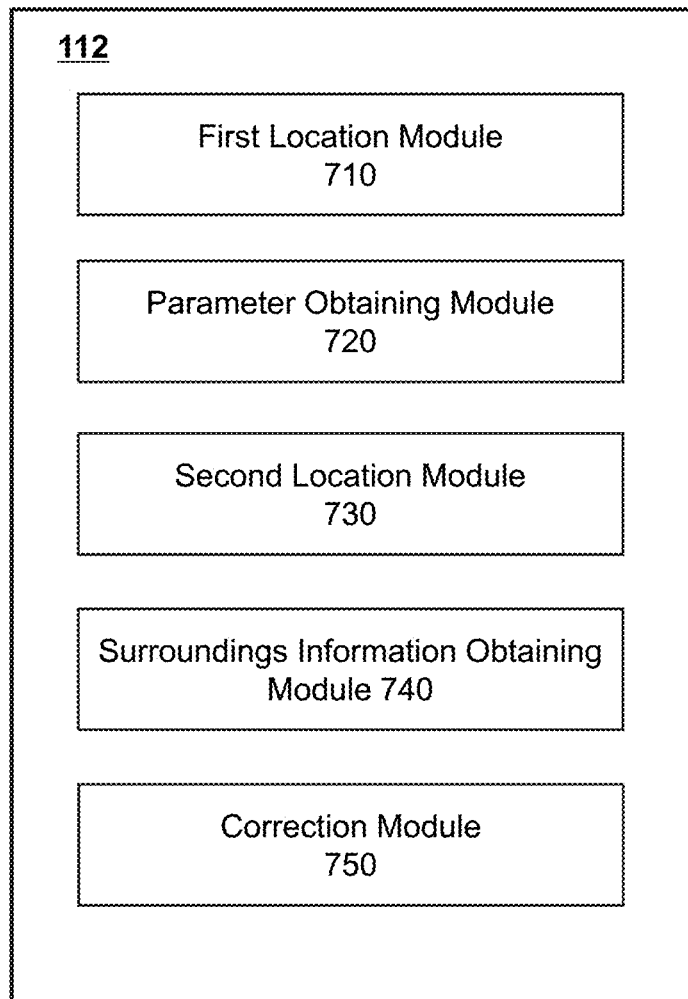 112
First Location Module
710
Parameter Obtaining Module
720
Second Location Module
730
Surroundings Information Obtaining
Module 740
Correction Module
750